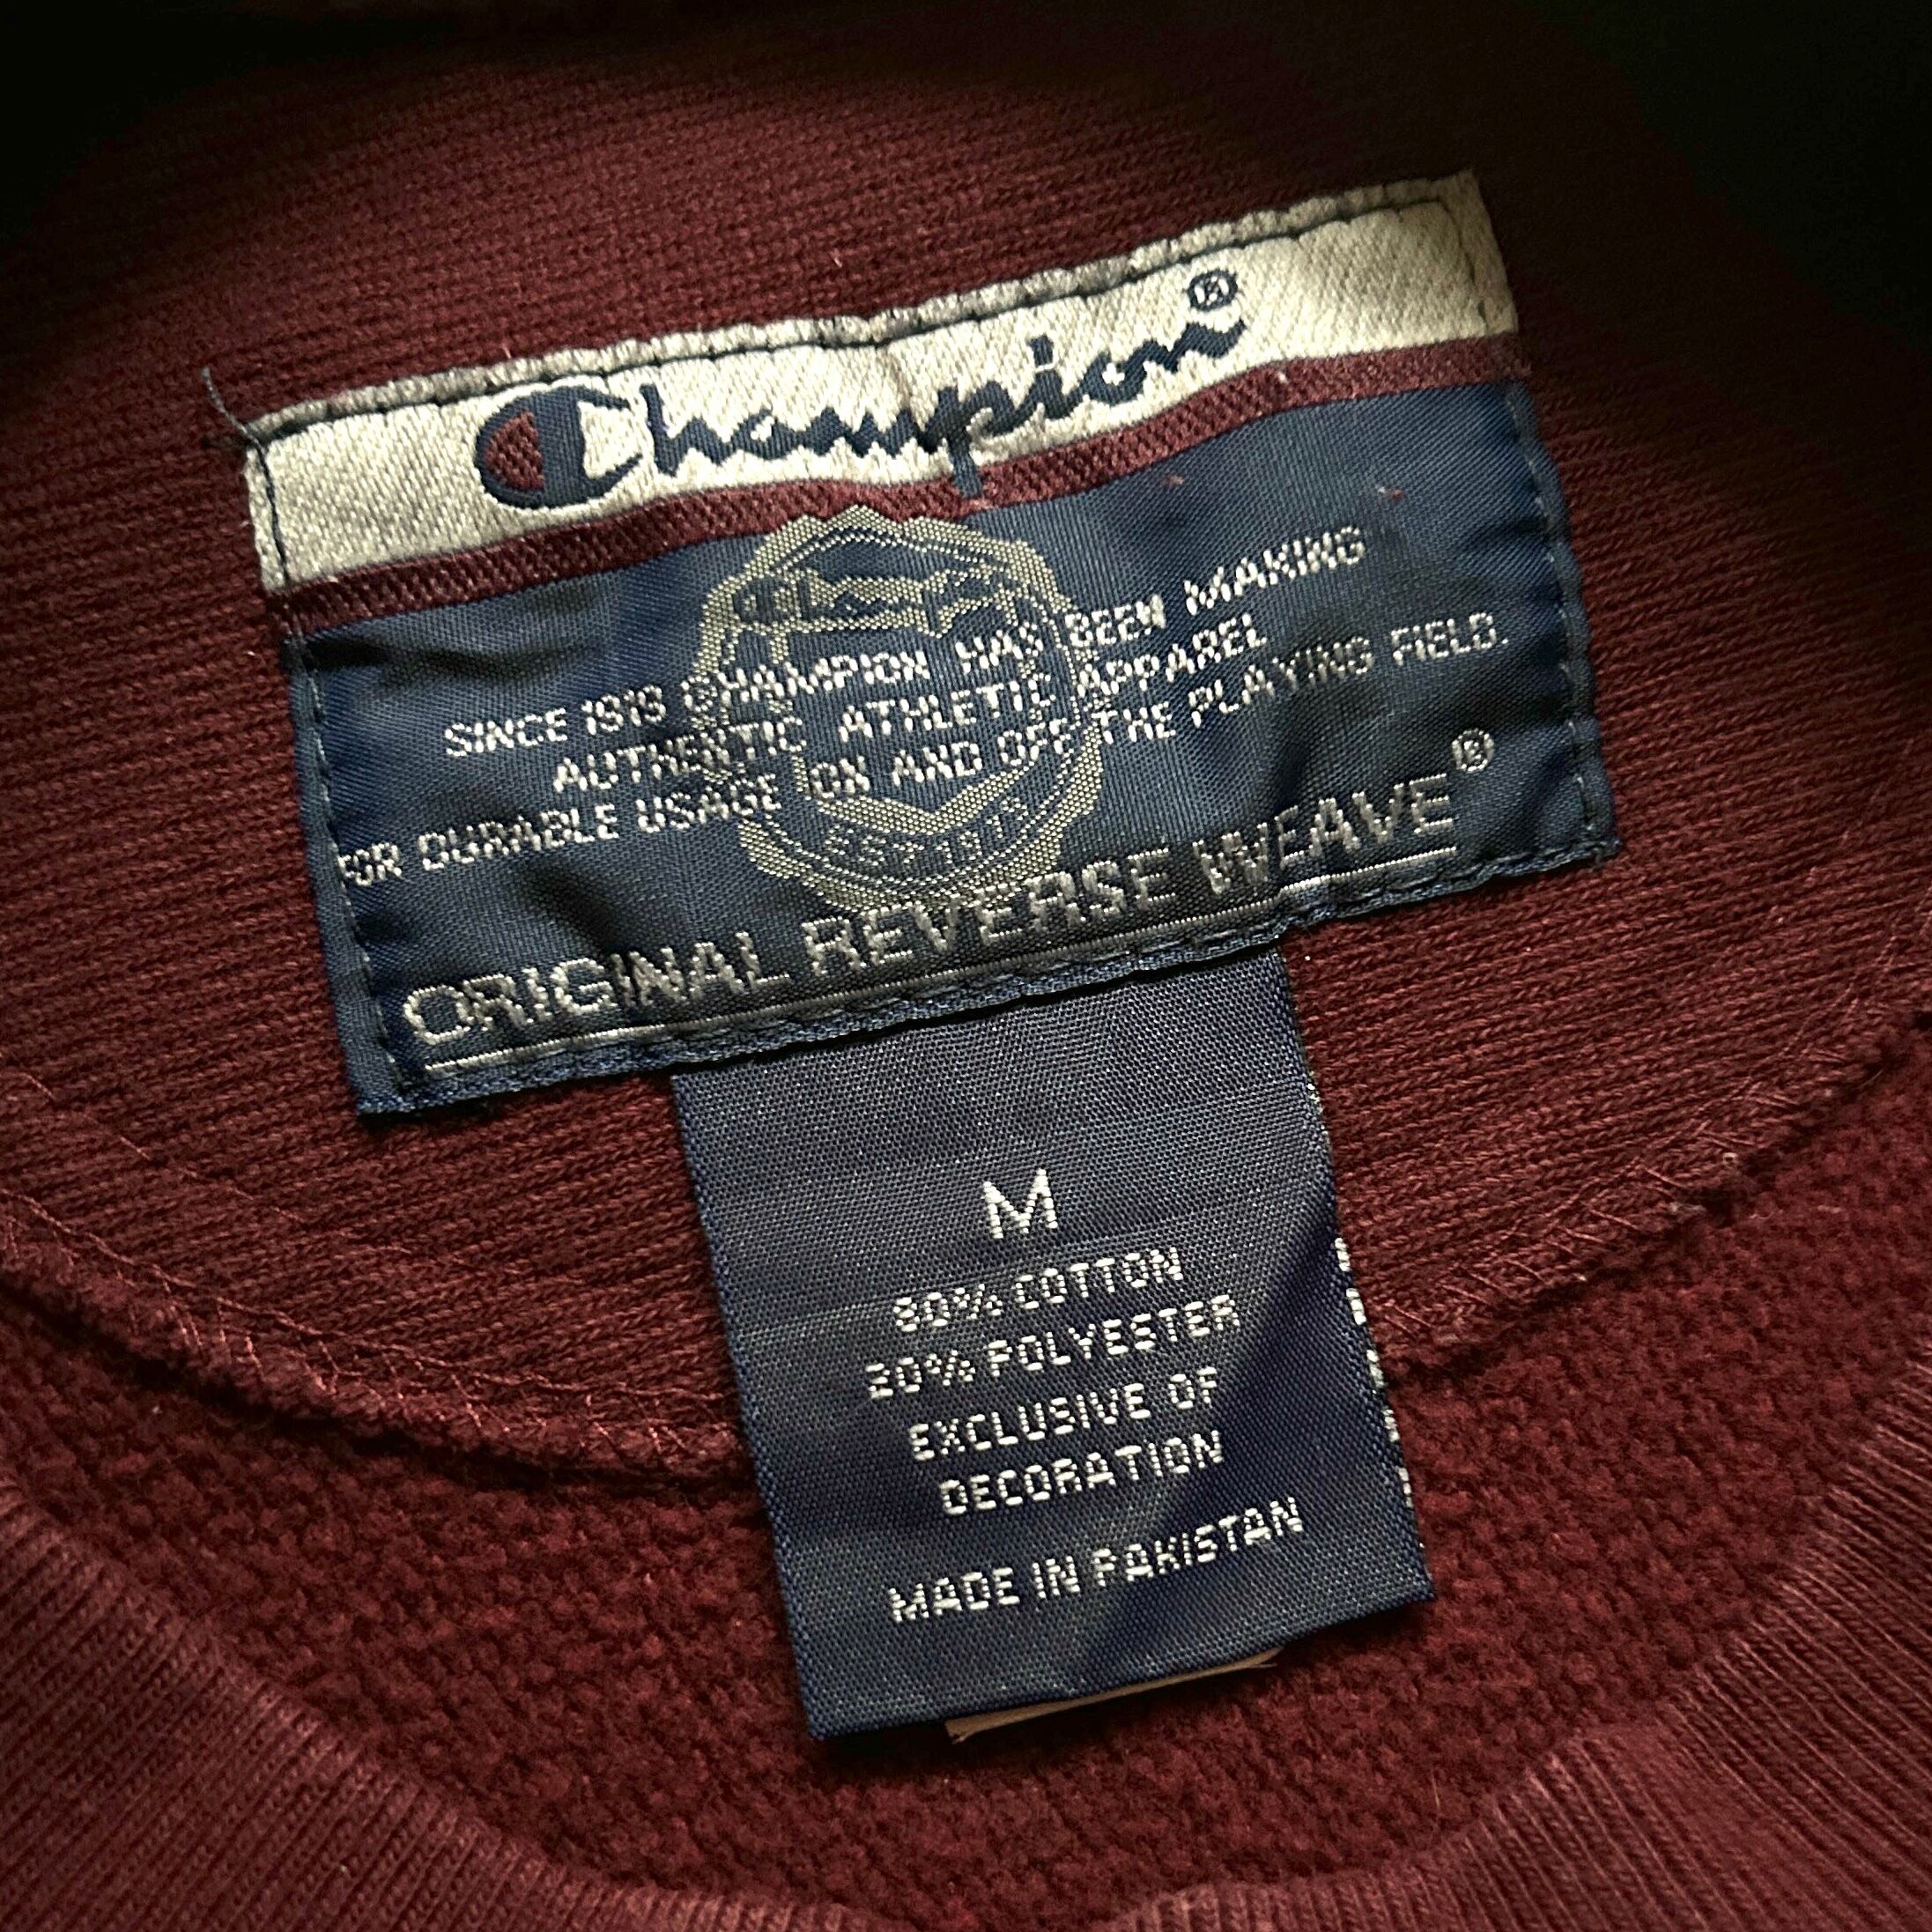 Champion®
SINCE 1919 CHAMPION HAS BEEN MAKING
AUTHENTIC ATHLETIC APPAREL
FOR DURABLE USAGE ON AND OFF THE PLAYING FIELD.
ORIGINAL REVERSE WEAVE®
M
80% COTTON
20% POLYESTER
EXCLUSIVE OF
DECORATION
MADE IN PAKISTAN